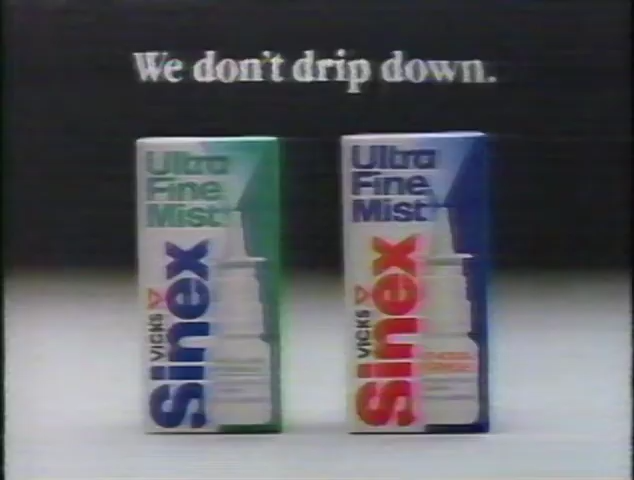 We don't drip down.
Ultra
Fine
Mist
VICKS
Sinex
Ultra
Fine
Mist
VICKS
Sinex